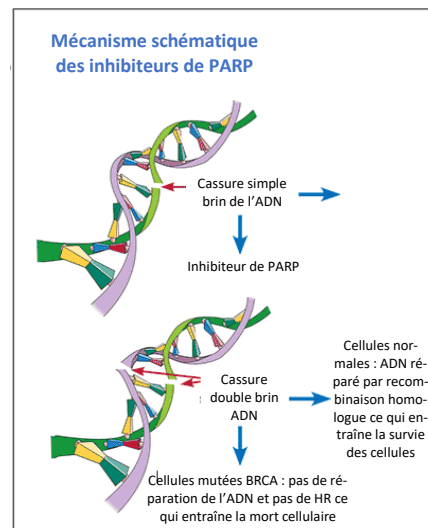 Mécanisme schématique
des inhibiteurs de PARP
Cassure simple
brin de l’ADN
Inhibiteur de PARP
Cassure
double brin
ADN
Cellules nor-
males : ADN ré-
paré par recom-
binaison homo-
logue ce qui en-
traîne la survie
des cellules
Cellules mutées BRCA : pas de ré-
paration de l’ADN et pas de HR ce
qui entraîne la mort cellulaire